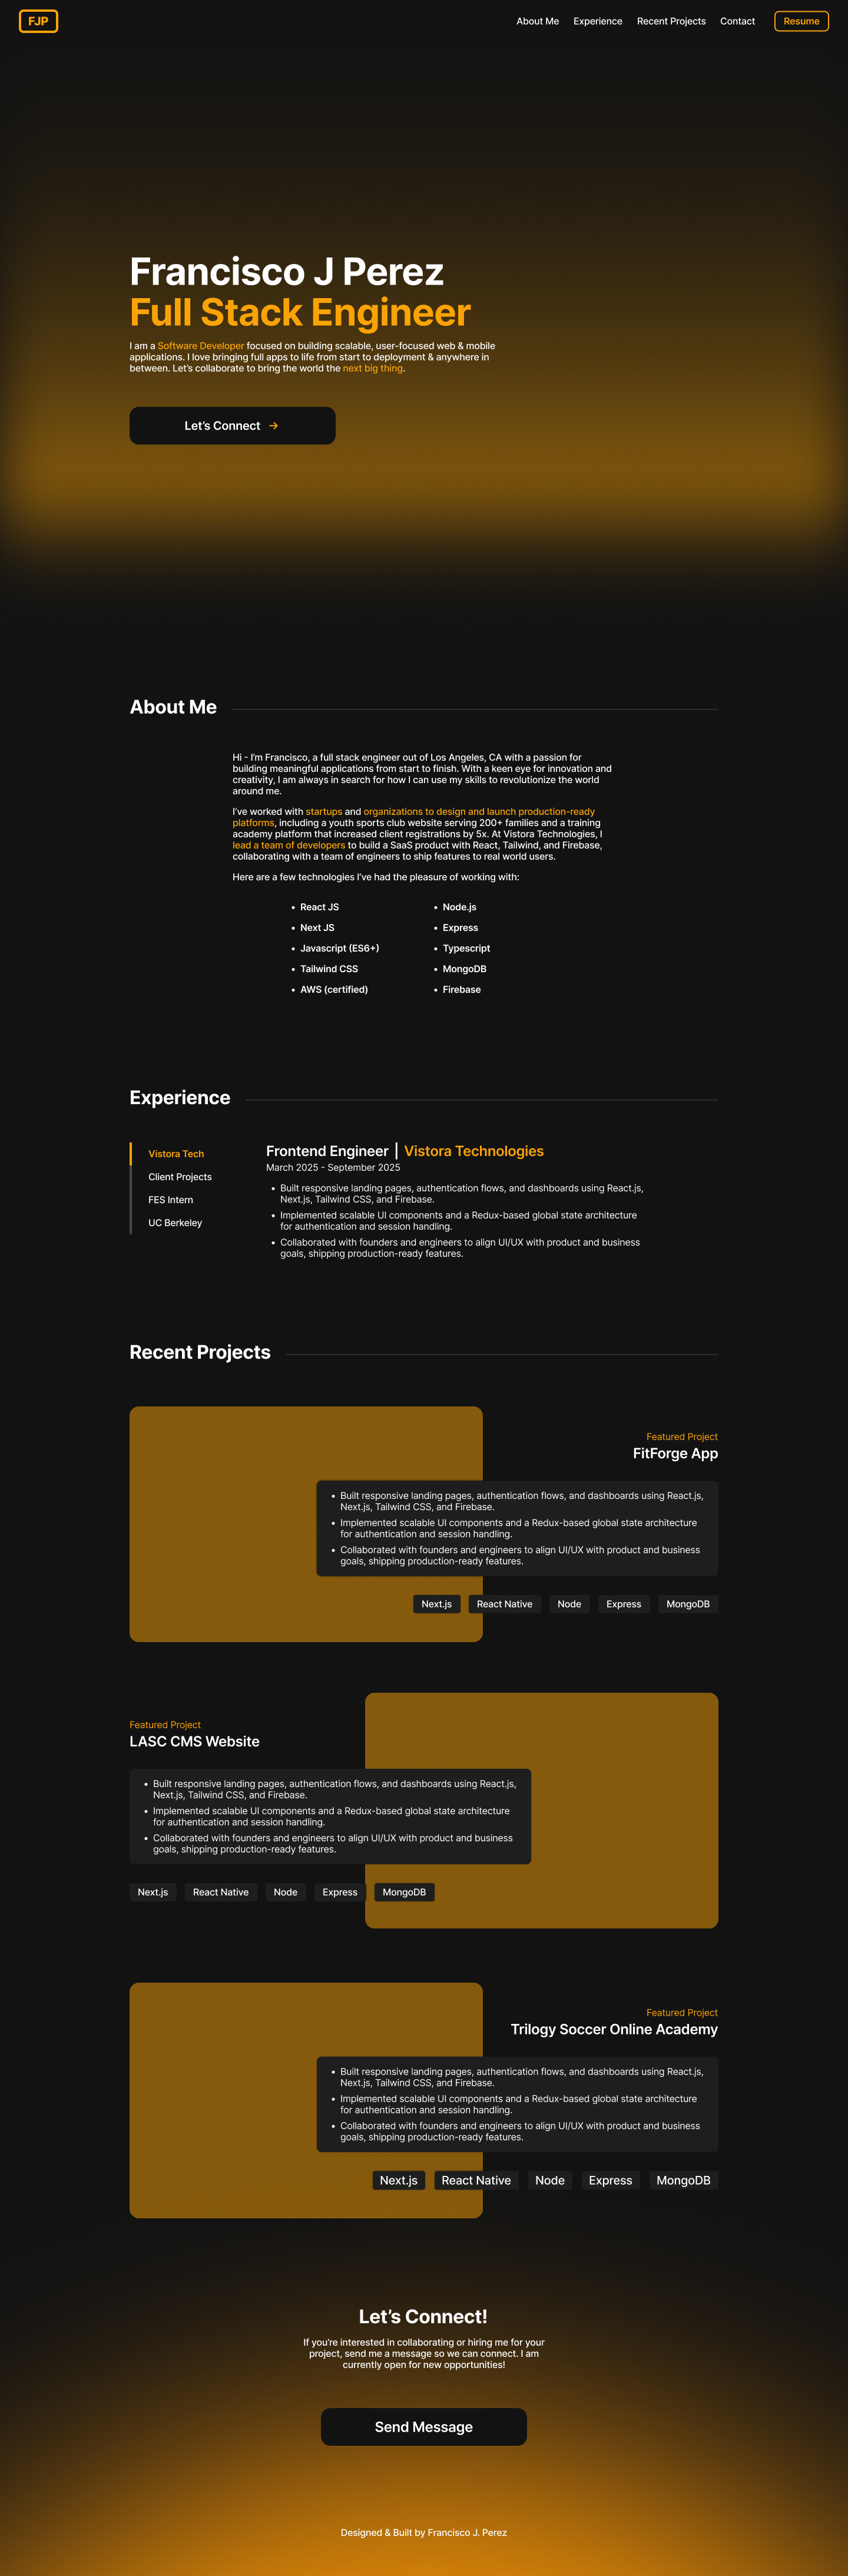 FJP
About Me
Experience
Recent Projects
Contact
Resume
Francisco J Perez
Full Stack Engineer
I am a Software Developer focused on building scalable, user-focused web & mobile
applications. I love bringing full apps to life from start to deployment & anywhere in
between. Let’s collaborate to bring the world the next big thing.
Let’s Connect →
About Me
Hi - I’m Francisco, a full stack engineer out of Los Angeles, CA with a passion for
building meaningful applications from start to finish. With a keen eye for innovation and
creativity, I am always in search for how I can use my skills to revolutionize the world
around me.
I’ve worked with startups and organizations to design and launch production-ready
platforms, including a youth sports club website serving 200+ families and a training
academy platform that increased client registrations by 5x. At Vistora Technologies, I
lead a team of developers to build a SaaS product with React, Tailwind, and Firebase,
collaborating with a team of engineers to ship features to real world users.
Here are a few technologies I’ve had the pleasure of working with:
• React JS
• Next JS
• Javascript (ES6+)
• Tailwind CSS
• AWS (certified)
• Node.js
• Express
• Typescript
• MongoDB
• Firebase
Experience
Vistora Tech
Client Projects
FES Intern
UC Berkeley
Frontend Engineer | Vistora Technologies
March 2025 - September 2025
• Built responsive landing pages, authentication flows, and dashboards using React.js,
Next.js, Tailwind CSS, and Firebase.
• Implemented scalable UI components and a Redux-based global state architecture
for authentication and session handling.
• Collaborated with founders and engineers to align UI/UX with product and business
goals, shipping production-ready features.
Recent Projects
Featured Project
FitForge App
• Built responsive landing pages, authentication flows, and dashboards using React.js,
Next.js, Tailwind CSS, and Firebase.
• Implemented scalable UI components and a Redux-based global state architecture
for authentication and session handling.
• Collaborated with founders and engineers to align UI/UX with product and business
goals, shipping production-ready features.
Next.js
React Native
Node
Express
MongoDB
Featured Project
LASC CMS Website
• Built responsive landing pages, authentication flows, and dashboards using React.js,
Next.js, Tailwind CSS, and Firebase.
• Implemented scalable UI components and a Redux-based global state architecture
for authentication and session handling.
• Collaborated with founders and engineers to align UI/UX with product and business
goals, shipping production-ready features.
Next.js
React Native
Node
Express
MongoDB
Featured Project
Trilogy Soccer Online Academy
• Built responsive landing pages, authentication flows, and dashboards using React.js,
Next.js, Tailwind CSS, and Firebase.
• Implemented scalable UI components and a Redux-based global state architecture
for authentication and session handling.
• Collaborated with founders and engineers to align UI/UX with product and business
goals, shipping production-ready features.
Next.js
React Native
Node
Express
MongoDB
Let’s Connect!
If you’re interested in collaborating or hiring me for your
project, send me a message so we can connect. I am
currently open for new opportunities!
Send Message
Designed & Built by Francisco J. Perez